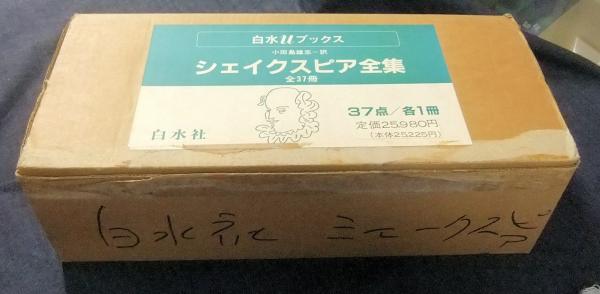 白水uブックス
小田島雄志=訳
シェイクスピア全集
全37冊
37点/各1冊
定価25,980円
(本体25,225円)
白水社
白水社 シェークスピア